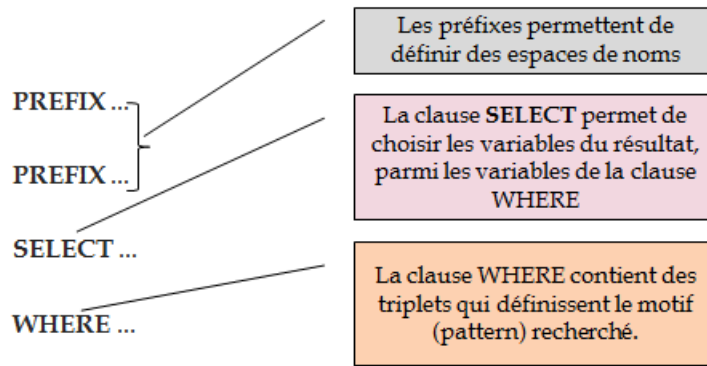 Les préfixes permettent de
définir des espaces de noms
PREFIX ...
PREFIX ...
La clause SELECT permet de
choisir les variables du résultat,
parmi les variables de la clause
WHERE
SELECT ...
WHERE ...
La clause WHERE contient des
triplets qui définissent le motif
(pattern) recherché.